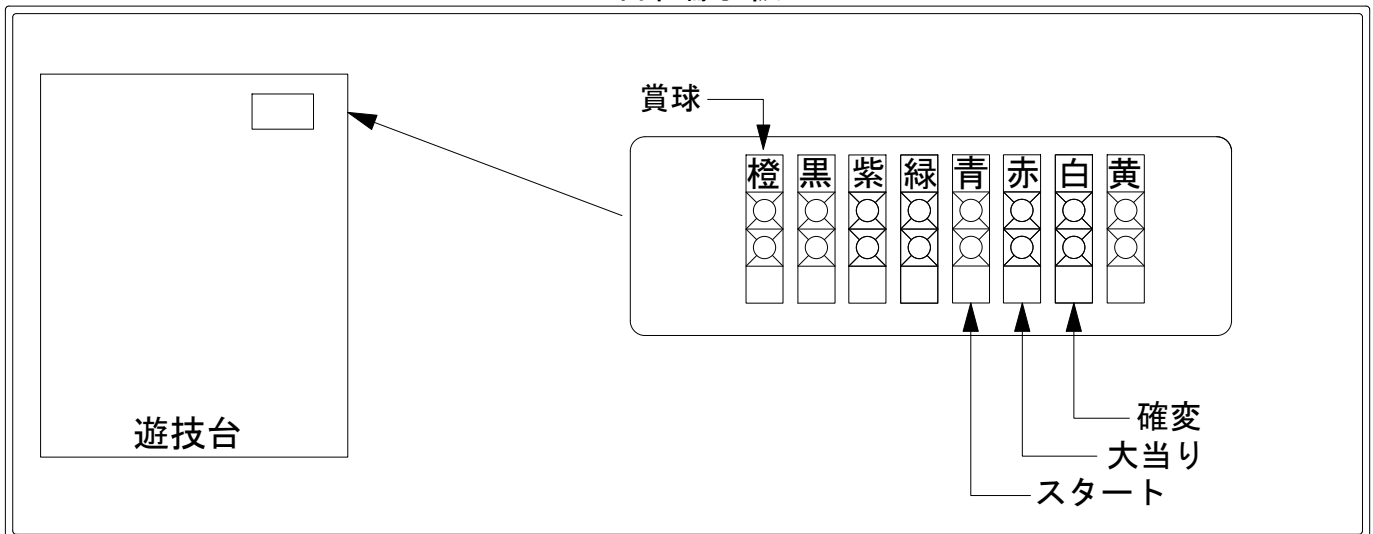 賞球
橙 黒 紫 緑 青 赤 白 黄
確変
大当り
スタート
遊技台